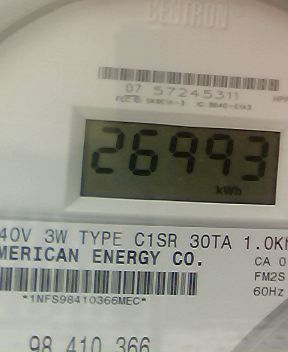 CENTRON
07 57245311
26993
kWh
40V 3W TYPE C1SR 30TA 1.0K
MERICAN ENERGY CO.
CA 0
FM2S
60Hz
*1NFS98410366MEC*
98 410 366